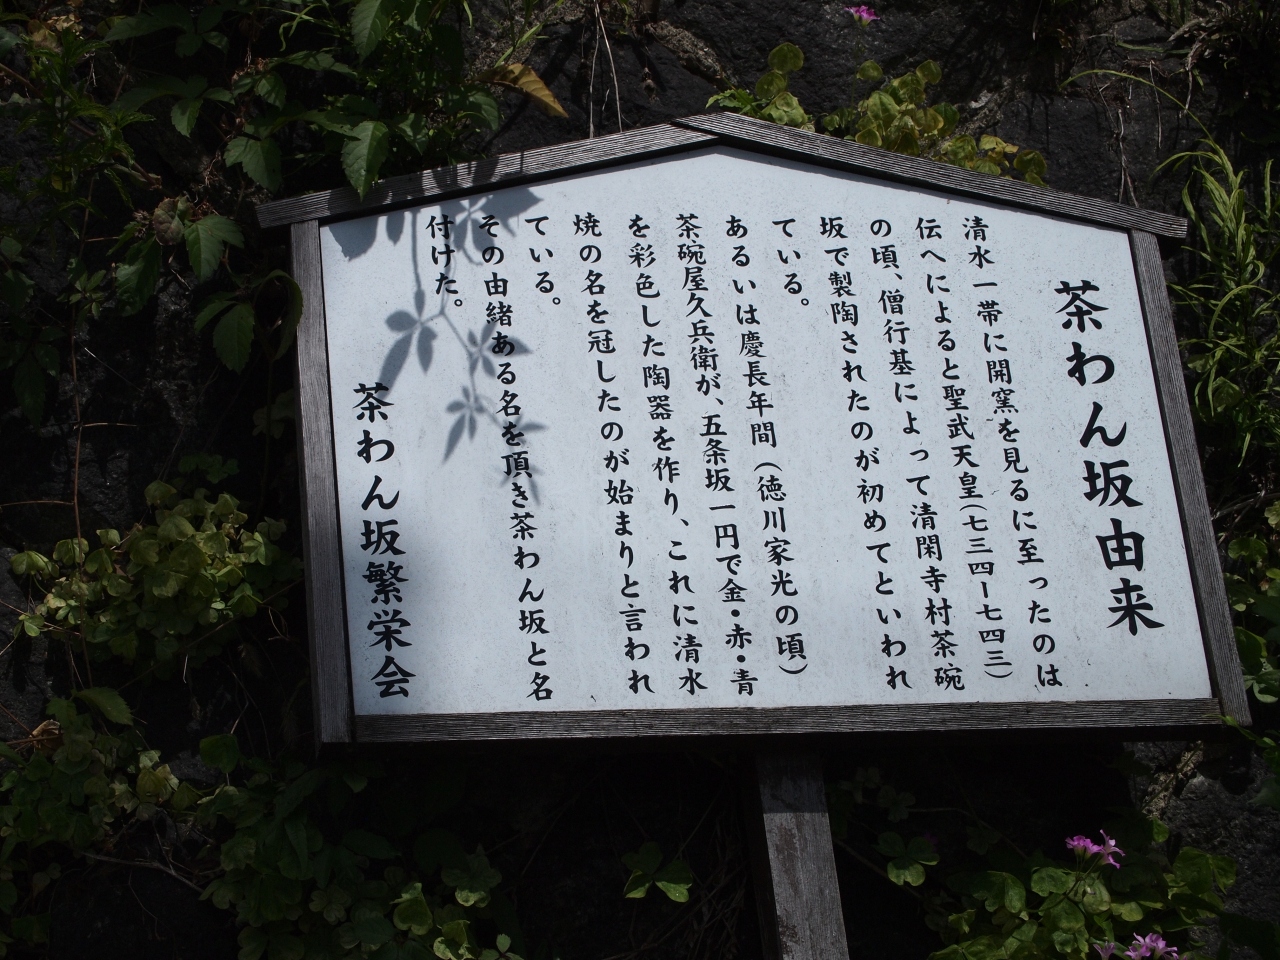 茶わん坂由来
清水一帯に開窯を見るに至ったのは
伝へによると聖武天皇(七三四ー七四三)
の頃、僧行基によって清閑寺村茶碗
坂で製陶されたのが初めてといわれ
ている。
あるいは慶長年間(徳川家光の頃)
茶碗屋久兵衛が、五条坂一円で金・赤・青
を彩色した陶器を作り、これに清水
焼の名を冠したのが始まりと言われ
ている。
その由緒ある名を頂き茶わん坂と名
付けた。
茶わん坂繁栄会